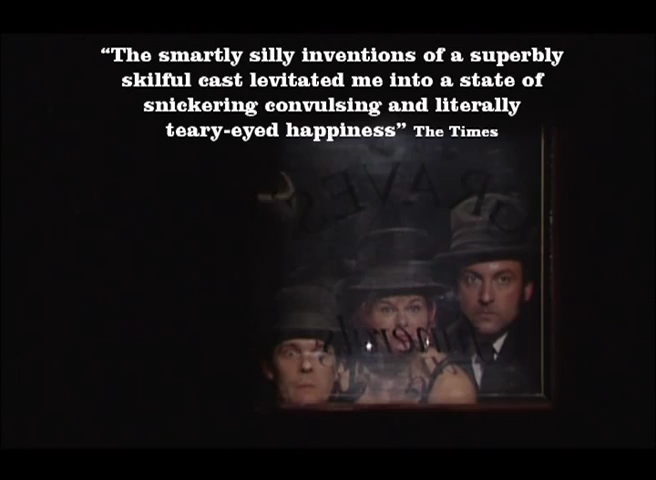 “The smartly silly inventions of a superbly
skilful cast levitated me into a state of
snickering convulsing and literally
teary-eyed happiness” The Times
GRAVES